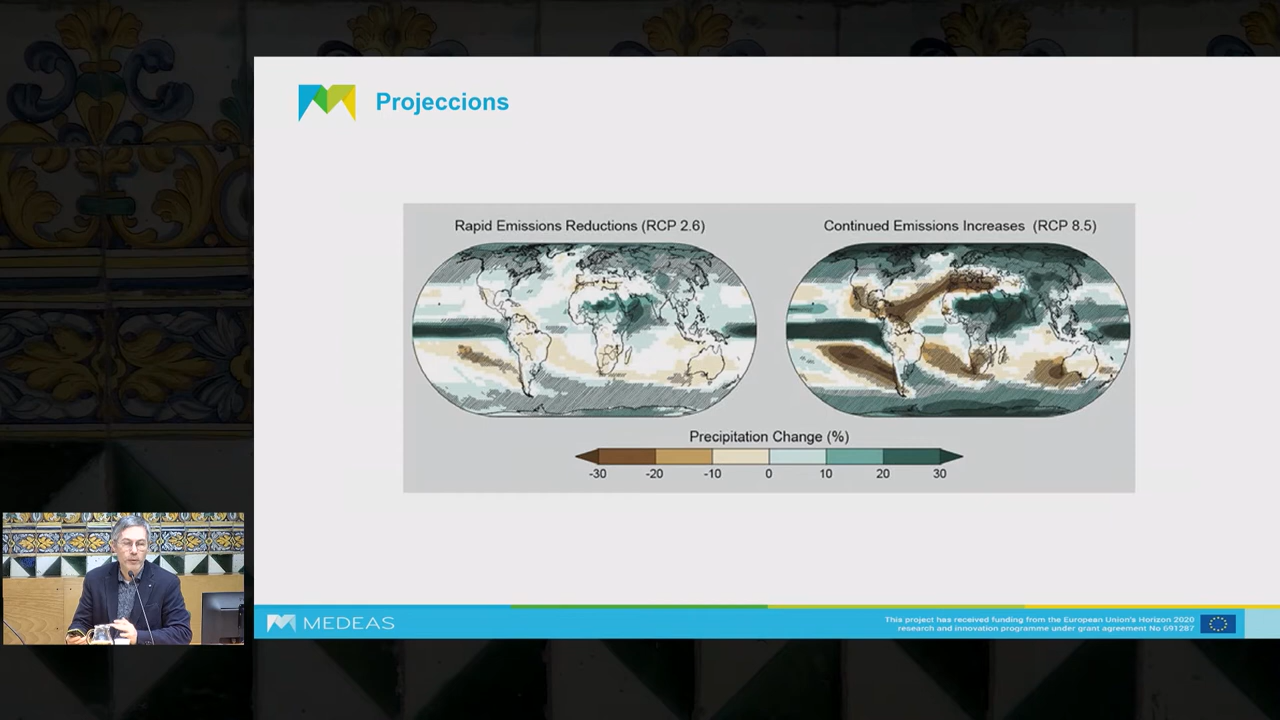 Projeccions
Rapid Emissions Reductions (RCP 2.6)
Continued Emissions Increases (RCP 8.5)
Precipitation Change (%)
-30 -20 -10 0 10 20 30
MEDEAS
This project has received funding from the European Union's Horizon 2020
research and innovation programme under grant agreement No 691287